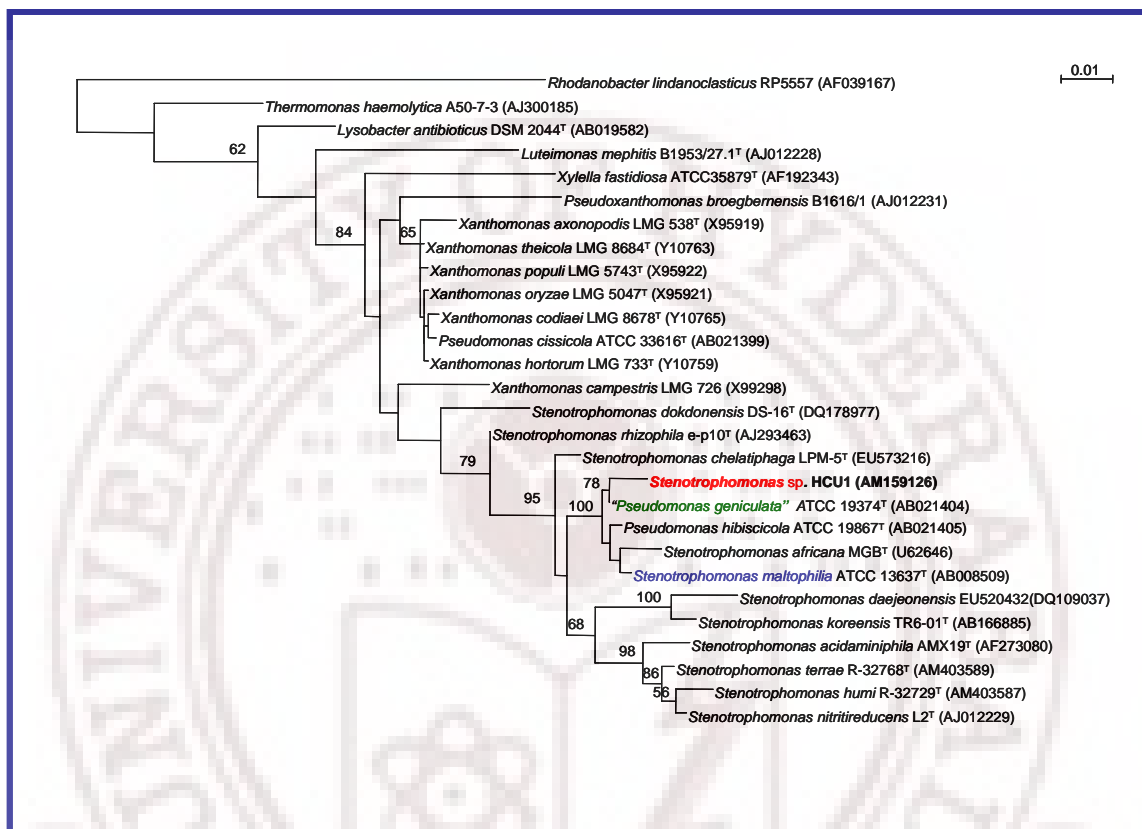 0.01
Rhodanobacter lindanoclasticus RP5557 (AF039167)
Thermomonas haemolytica A50-7-3 (AJ300185)
Lysobacter antibioticus DSM 2044ᵀ (AB019582)
62
Luteimonas mephitis B1953/27.1ᵀ (AJ012228)
Xylella fastidiosa ATCC35879ᵀ (AF192343)
Pseudoxanthomonas broegbernensis B1616/1 (AJ012231)
Xanthomonas axonopodis LMG 538ᵀ (X95919)
84
65
Xanthomonas theicola LMG 8684ᵀ (Y10763)
Xanthomonas populi LMG 5743ᵀ (X95922)
Xanthomonas oryzae LMG 5047ᵀ (X95921)
Xanthomonas codiaei LMG 8678ᵀ (Y10765)
Pseudomonas cissicola ATCC 33616ᵀ (AB021399)
Xanthomonas hortorum LMG 733ᵀ (Y10759)
Xanthomonas campestris LMG 726 (X99298)
Stenotrophomonas dokdonensis DS-16ᵀ (DQ178977)
Stenotrophomonas rhizophila e-p10ᵀ (AJ293463)
79
Stenotrophomonas chelatiphaga LPM-5ᵀ (EU573216)
78
Stenotrophomonas sp. HCU1 (AM159126)
95
100
"Pseudomonas geniculata" ATCC 19374ᵀ (AB021404)
Pseudomonas hibiscicola ATCC 19867ᵀ (AB021405)
Stenotrophomonas africana MGBᵀ (U62646)
Stenotrophomonas maltophilia ATCC 13637ᵀ (AB008509)
100
Stenotrophomonas daejeonensis EU520432(DQ109037)
68
Stenotrophomonas koreensis TR6-01ᵀ (AB166885)
98
Stenotrophomonas acidaminiphila AMX19ᵀ (AF273080)
86
Stenotrophomonas terrae R-32768ᵀ (AM403589)
56
Stenotrophomonas humi R-32729ᵀ (AM403587)
Stenotrophomonas nitritireducens L2ᵀ (AJ012229)
UNIVERSITY OF HYDERABAD